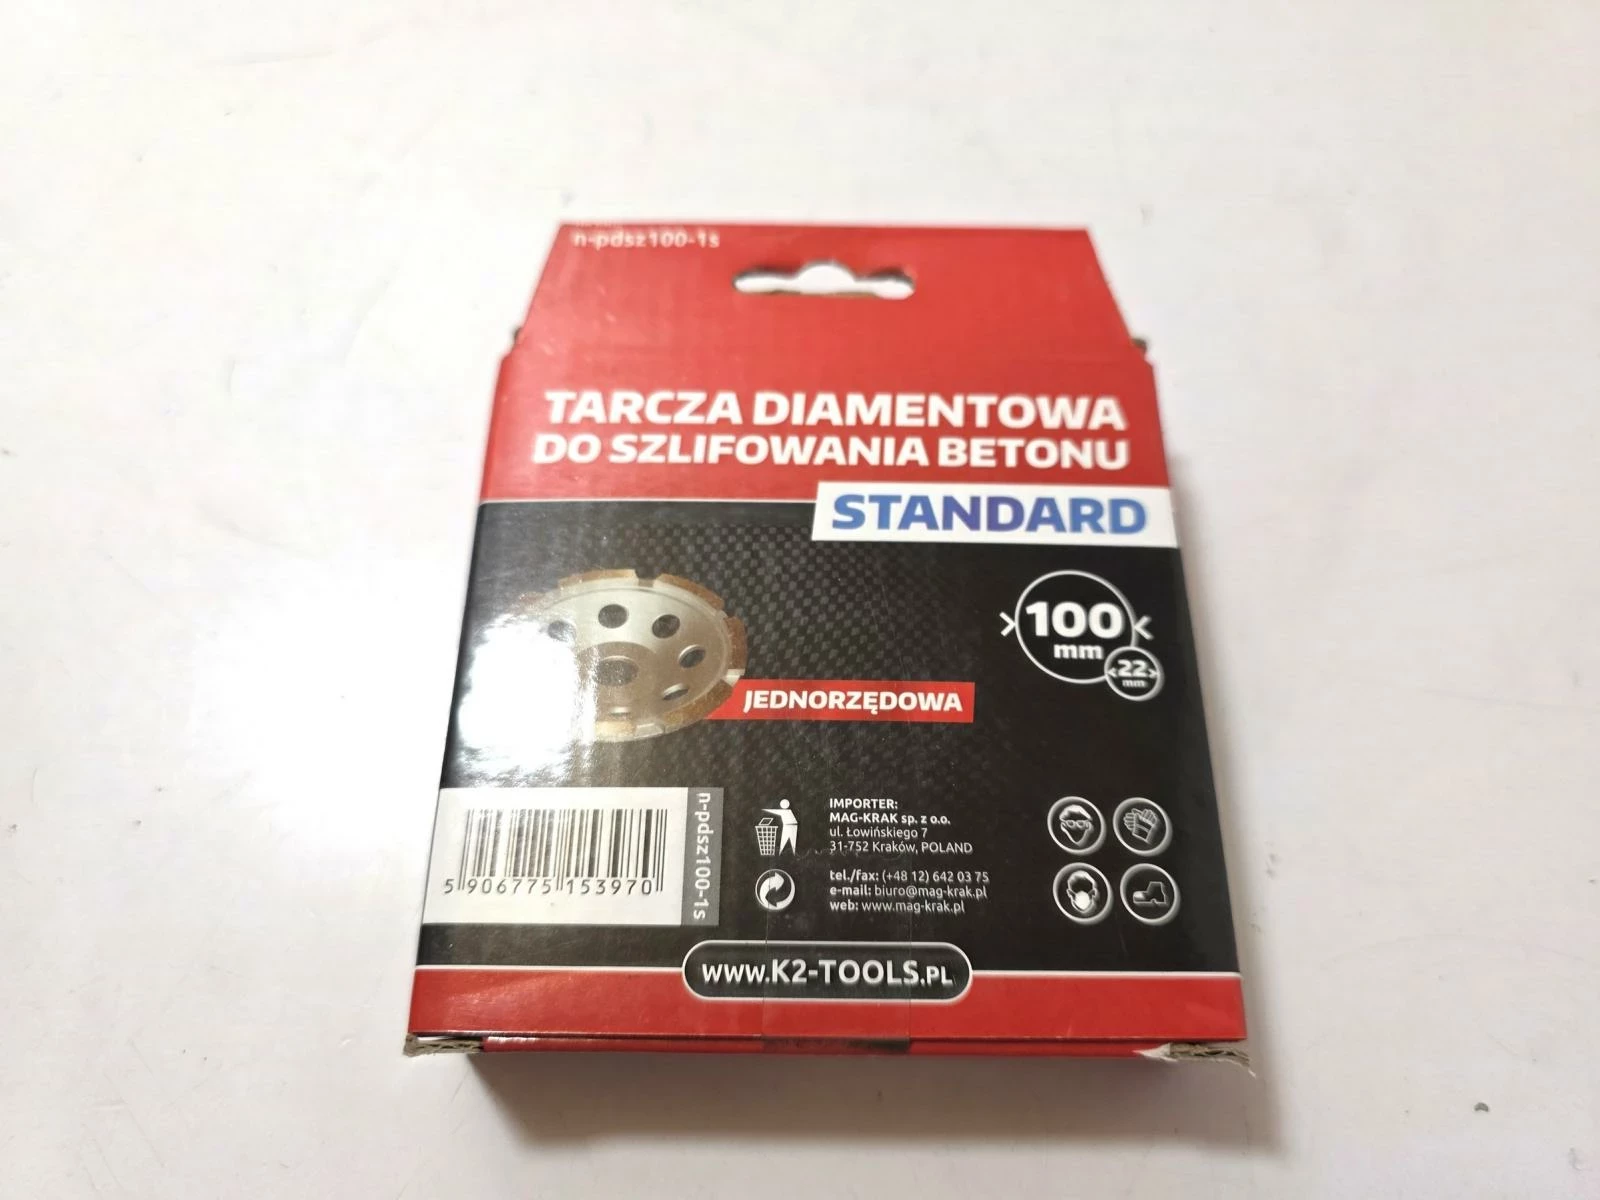 n-pdsz100-1s
TARCZA DIAMENTOWA
DO SZLIFOWANIA BETONU
STANDARD
100
mm
22
mm
JEDNORZĘDOWA
n-pdsz100-1s
5 906775 153970
IMPORTER:
MAG-KRAK sp. z o.o.
ul. Łowińskiego 7
31-752 Kraków, POLAND
tel./fax: (+48 12) 642 03 75
e-mail: biuro@mag-krak.pl
web: www.mag-krak.pl
WWW.K2-TOOLS.PL